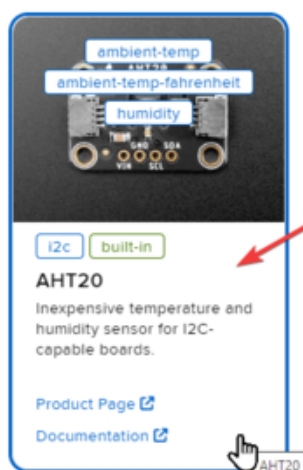 AHT20
ambient-temp
ambient-temp-fahrenheit
humidity
GND SDA
VIN SCL
i2c built-in
AHT20
Inexpensive temperature and
humidity sensor for I2C-
capable boards.
Product Page
Documentation
AHT20